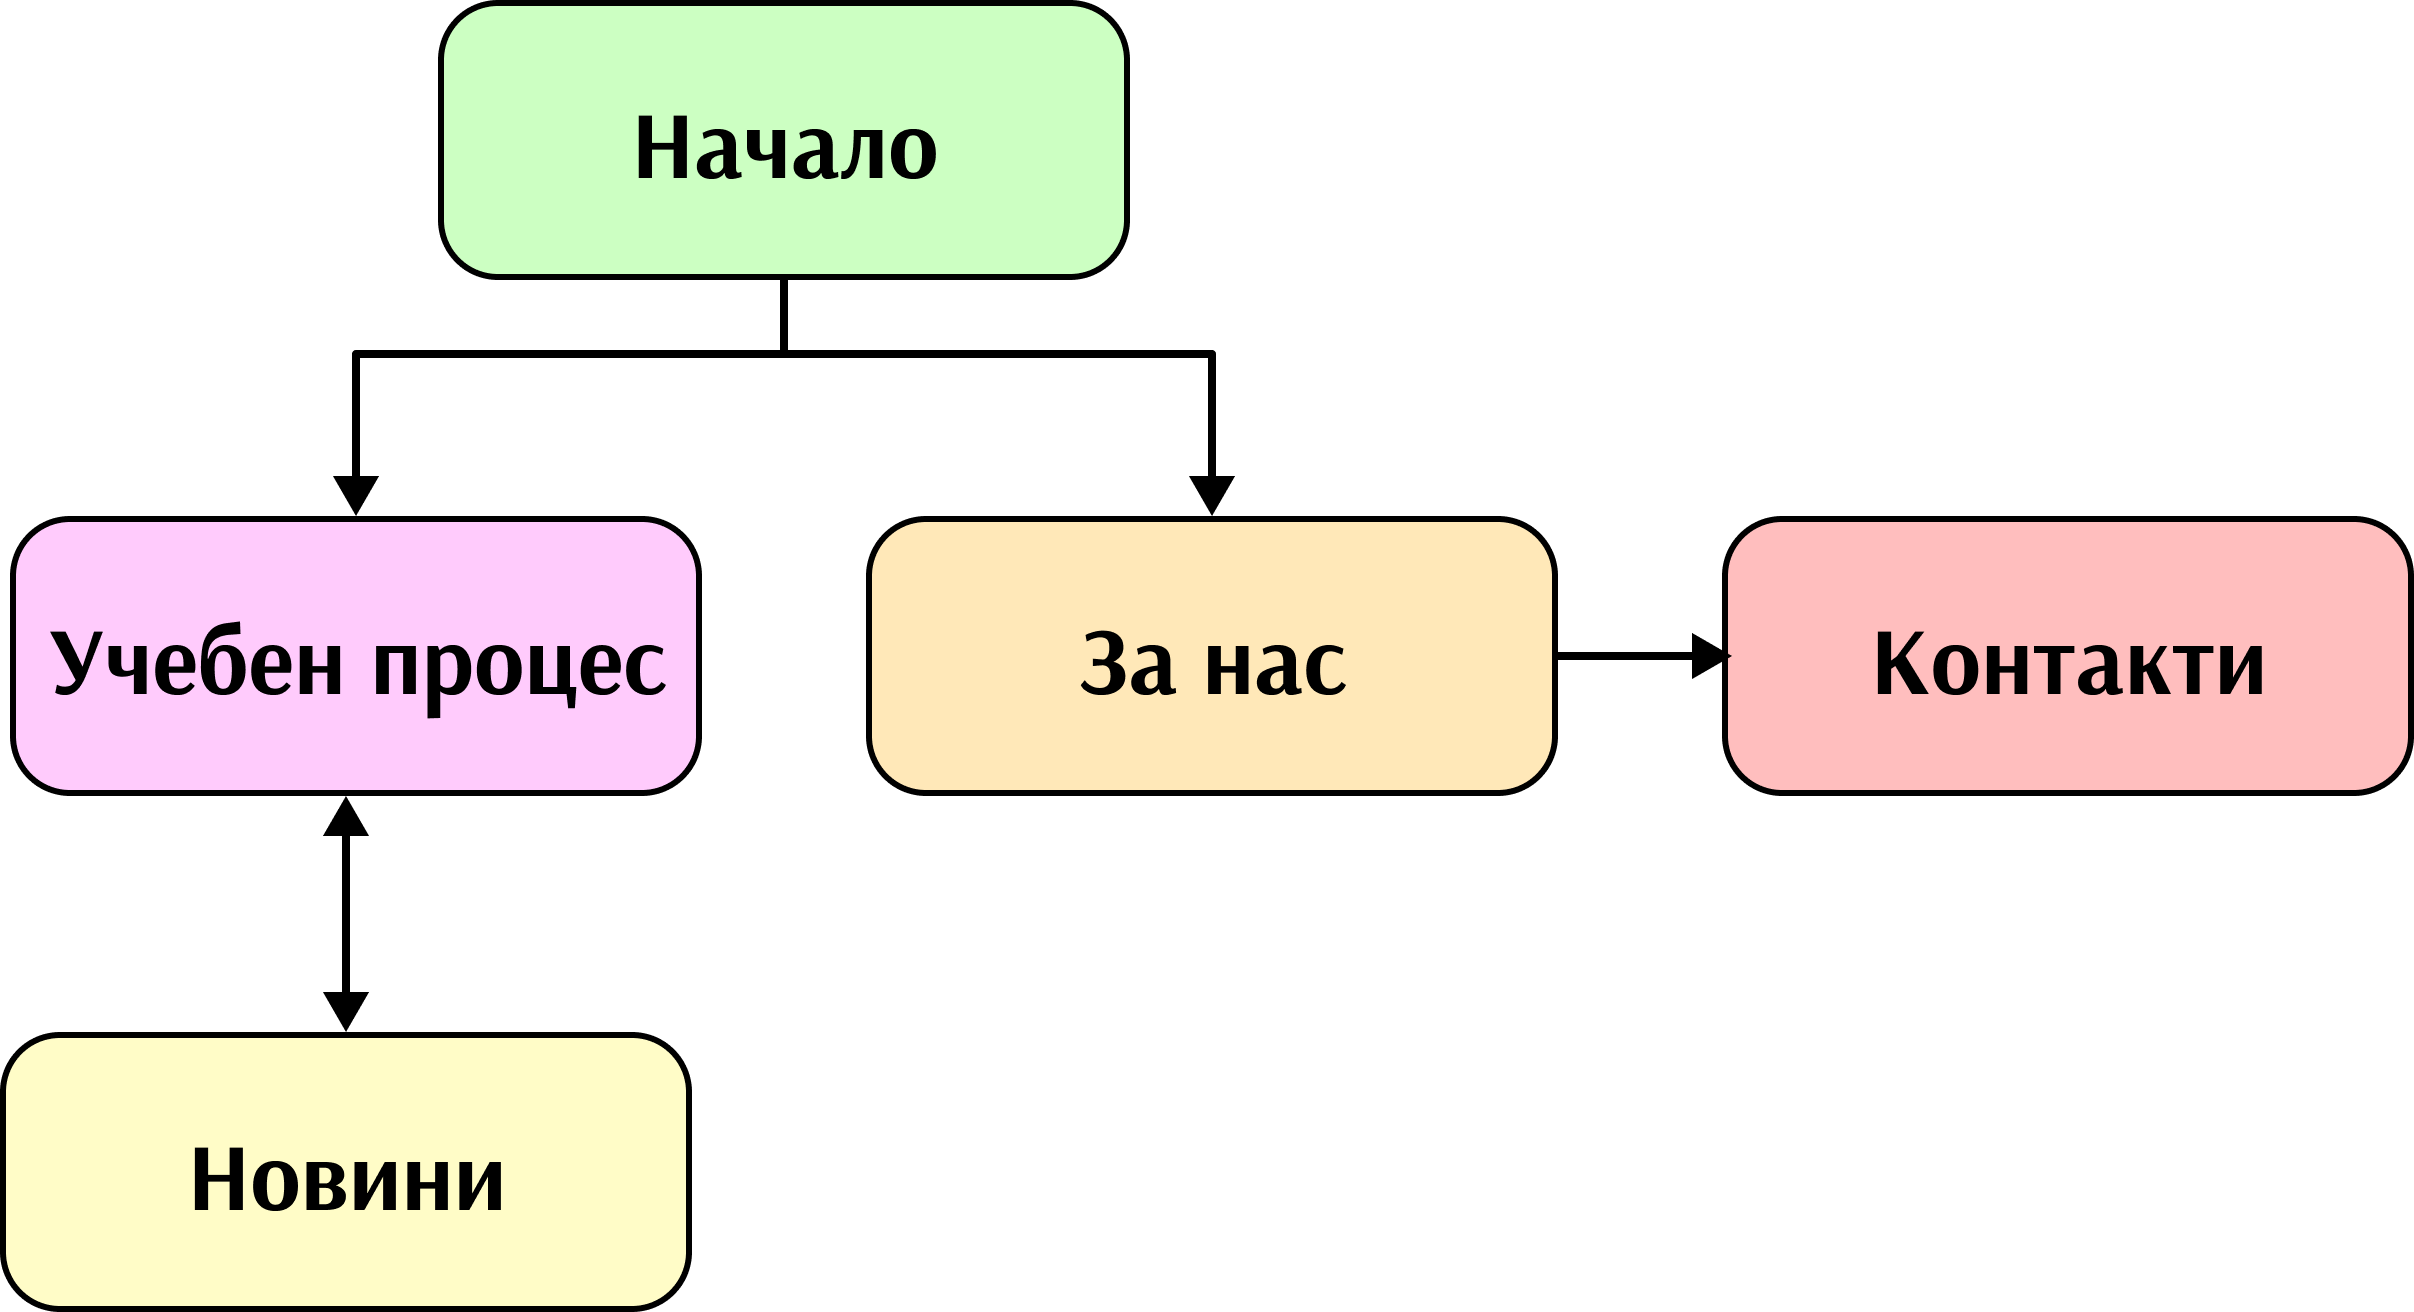 Начало
Учебен процес
За нас
Контакти
Новини